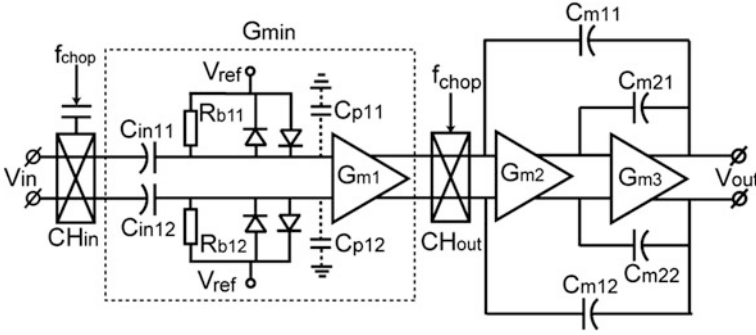 Cm11
Gmin
fchop
Vref
fchop
Cm21
Rb11
Cp11
Cin11
Vin
Gm1
Gm2
Gm3
Vout
Cin12
Rb12
Cp12
CHin
CHout
Vref
Cm22
Cm12